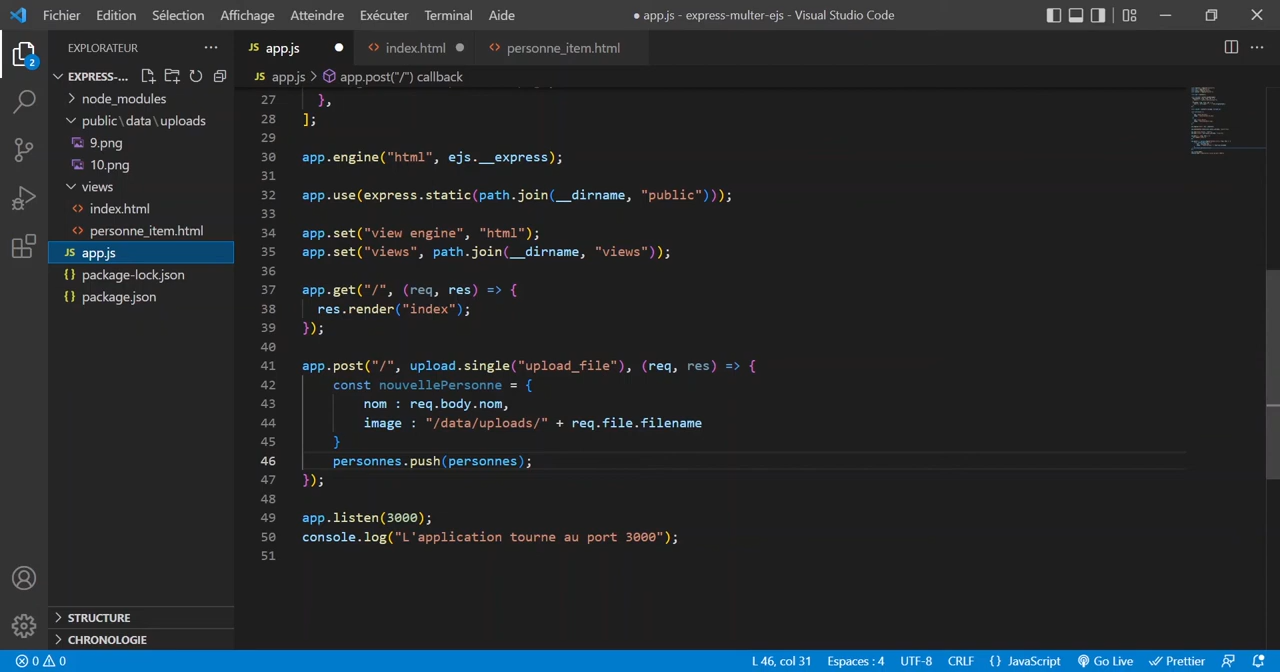 Fichier Edition Sélection Affichage Atteindre Exécuter Terminal Aide
● app.js - express-multer-ejs - Visual Studio Code
EXPLORATEUR
JS app.js
index.html
personne_item.html
2
EXPRESS-...
JS app.js > app.post("/") callback
node_modules
public\data\uploads
9.png
10.png
views
index.html
personne_item.html
JS app.js
{} package-lock.json
{} package.json
27 },
28 ];
29
30 app.engine("html", ejs.__express);
31
32 app.use(express.static(path.join(__dirname, "public")));
33
34 app.set("view engine", "html");
35 app.set("views", path.join(__dirname, "views"));
36
37 app.get("/", (req, res) => {
38 res.render("index");
39 });
40
41 app.post("/", upload.single("upload_file"), (req, res) => {
42 const nouvellePersonne = {
43 nom : req.body.nom,
44 image : "/data/uploads/" + req.file.filename
45 }
46 personnes.push(personnes);
47 });
48
49 app.listen(3000);
50 console.log("L'application tourne au port 3000");
51
STRUCTURE
CHRONOLOGIE
0 0
L 46, col 31 Espaces : 4 UTF-8 CRLF {} JavaScript Go Live Prettier